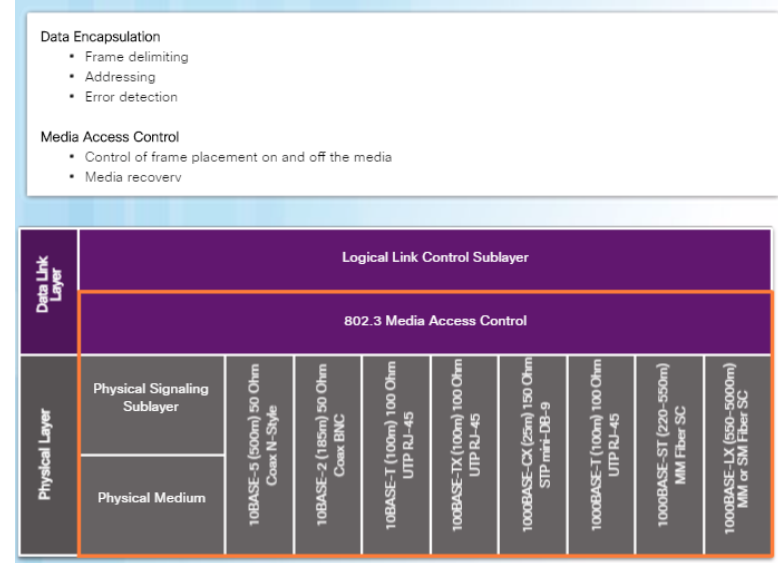 Data Encapsulation
• Frame delimiting
• Addressing
• Error detection
Media Access Control
• Control of frame placement on and off the media
• Media recovery
Data Link
Layer
Logical Link Control Sublayer
802.3 Media Access Control
Physical Layer
Physical Signaling
Sublayer
Physical Medium
10BASE-5 (500m) 50 Ohm
Coax N-Style
10BASE-2 (185m) 50 Ohm
Coax BNC
10BASE-T (100m) 100 Ohm
UTP RJ-45
100BASE-TX (100m) 100 Ohm
UTP RJ-45
1000BASE-CX (25m) 150 Ohm
STP mini-DB-9
1000BASE-T (100m) 100 Ohm
UTP RJ-45
1000BASE-ST (220-550m)
MM Fiber SC
1000BASE-LX (550-5000m)
MM or SM Fiber SC